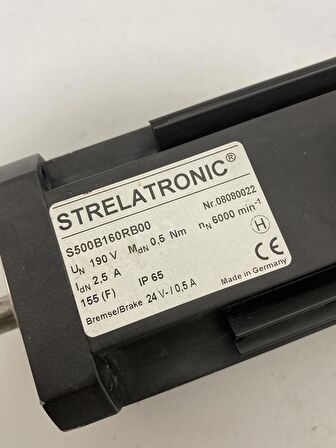 STRELATRONIC®
S500B160RB00 Nr.08080022
UN 190 V MdN 0,5 Nm nN 6000 min⁻¹
IdN 2,5 A H
155 (F) IP 65 CE
Bremse/Brake 24 V- / 0,5 A Made in Germany